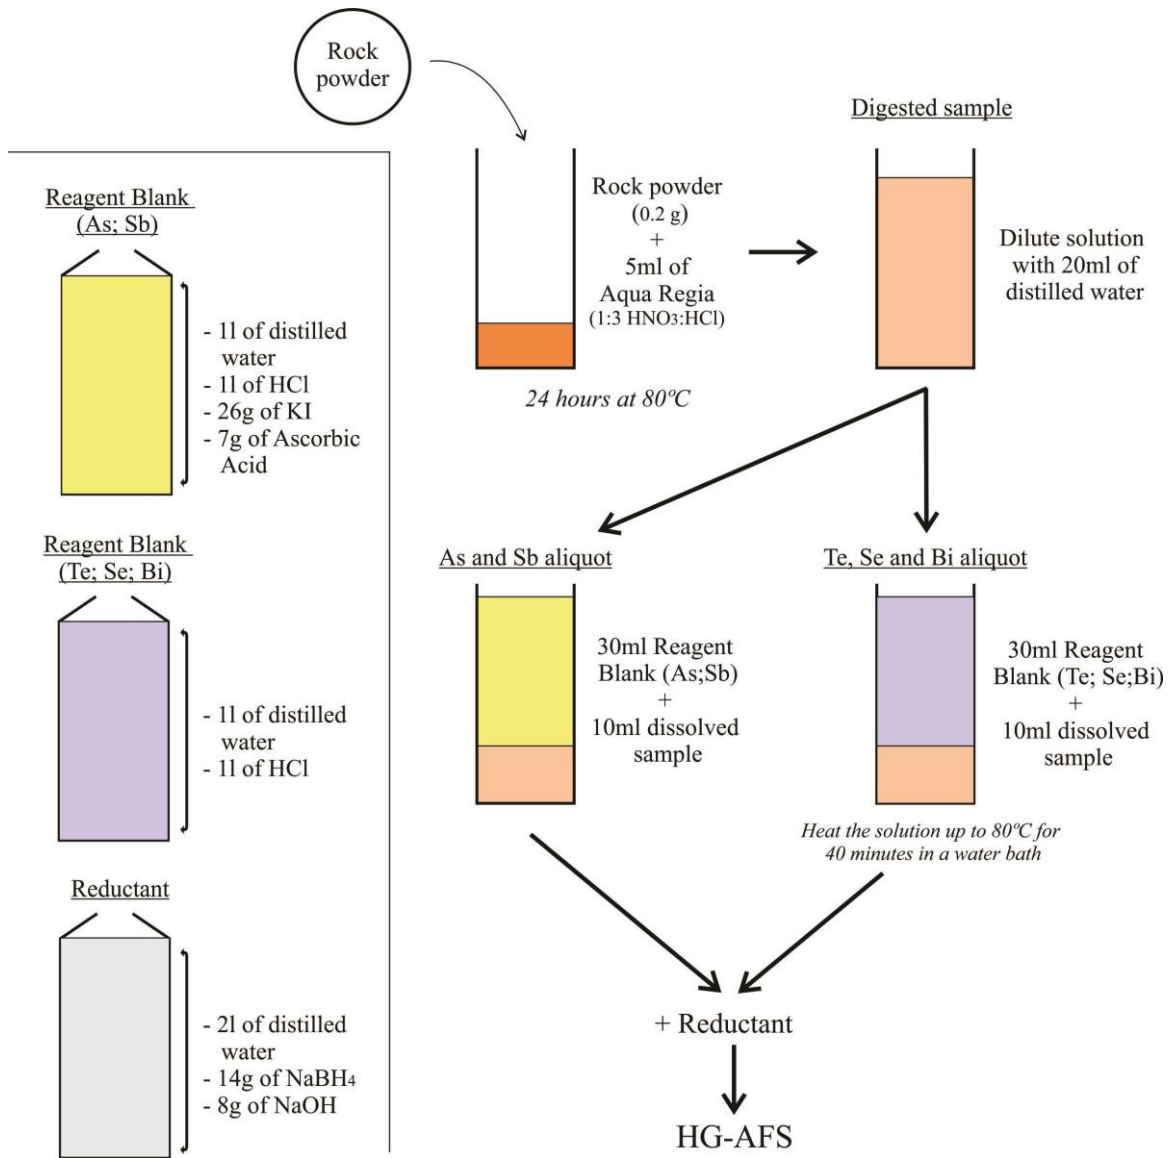 Rock
powder
Reagent Blank
(As; Sb)
- 1l of distilled
water
- 1l of HCl
- 26g of KI
- 7g of Ascorbic
Acid
Reagent Blank
(Te; Se; Bi)
- 1l of distilled
water
- 1l of HCl
Reductant
- 2l of distilled
water
- 14g of NaBH4
- 8g of NaOH
Rock powder
(0.2 g)
+
5ml of
Aqua Regia
(1:3 HNO3:HCl)
24 hours at 80ºC
Digested sample
Dilute solution
with 20ml of
distilled water
As and Sb aliquot
30ml Reagent
Blank (As;Sb)
+
10ml dissolved
sample
Te, Se and Bi aliquot
30ml Reagent
Blank (Te; Se;Bi)
+
10ml dissolved
sample
Heat the solution up to 80ºC for
40 minutes in a water bath
+ Reductant
HG-AFS